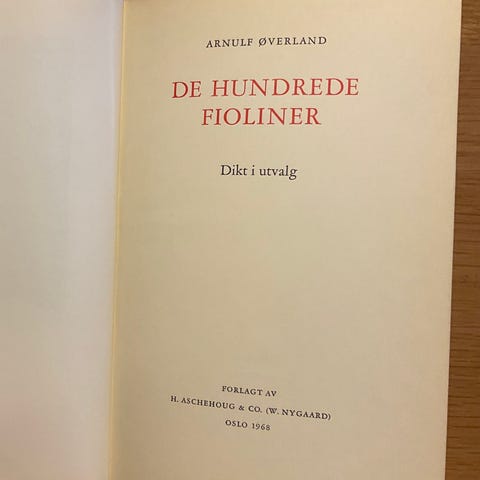 ARNULF ØVERLAND
DE HUNDREDE
FIOLINER
Dikt i utvalg
FORLAGT AV
H. ASCHEHOUG & CO. (W. NYGAARD)
OSLO 1968